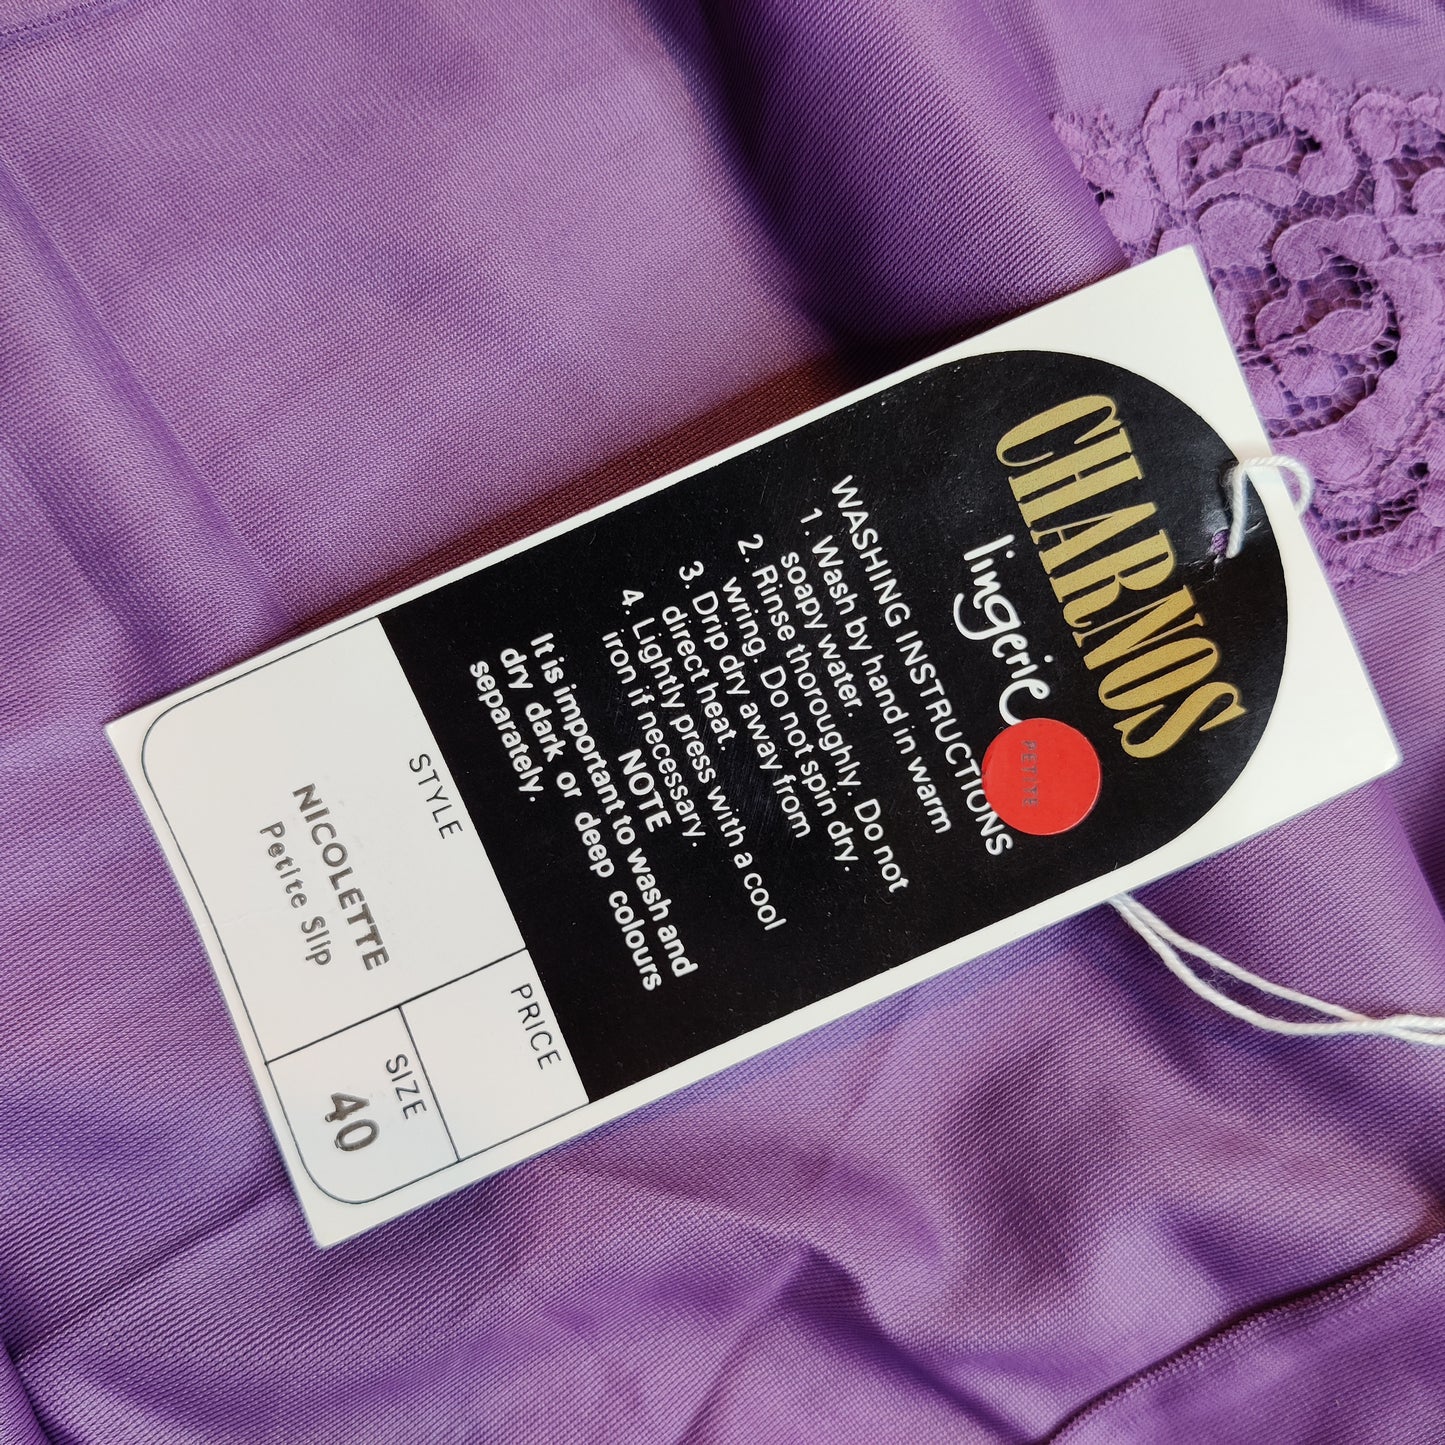 CHARNOS
lingerie
PETITE
WASHING INSTRUCTIONS
1. Wash by hand in warm
soapy water.
2. Rinse thoroughly. Do not
wring. Do not spin dry.
3. Drip dry away from
direct heat.
4. Lightly press with a cool
iron if necessary.
NOTE
It is important to wash and
dry dark or deep colours
separately.
STYLE
NICOLETTE
Petite Slip
PRICE
SIZE
40